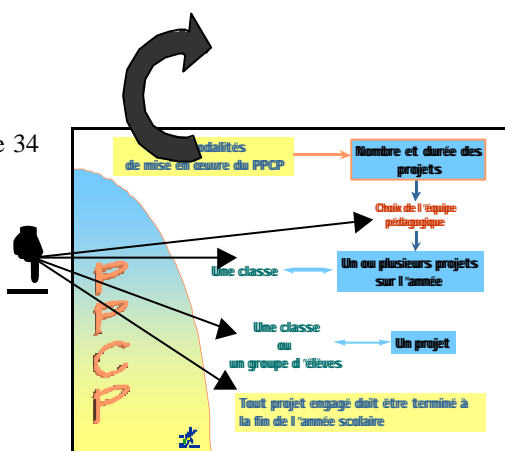 e 34
odalités
de mise en œuvre du PPCP
Nombre et durée des
projets
Choix de l'équipe
pédagogique
Une classe
Un ou plusieurs projets
sur l'année
Une classe
ou
un groupe d'élèves
Un projet
Tout projet engagé doit être terminé à
la fin de l'année scolaire
P
P
C
P